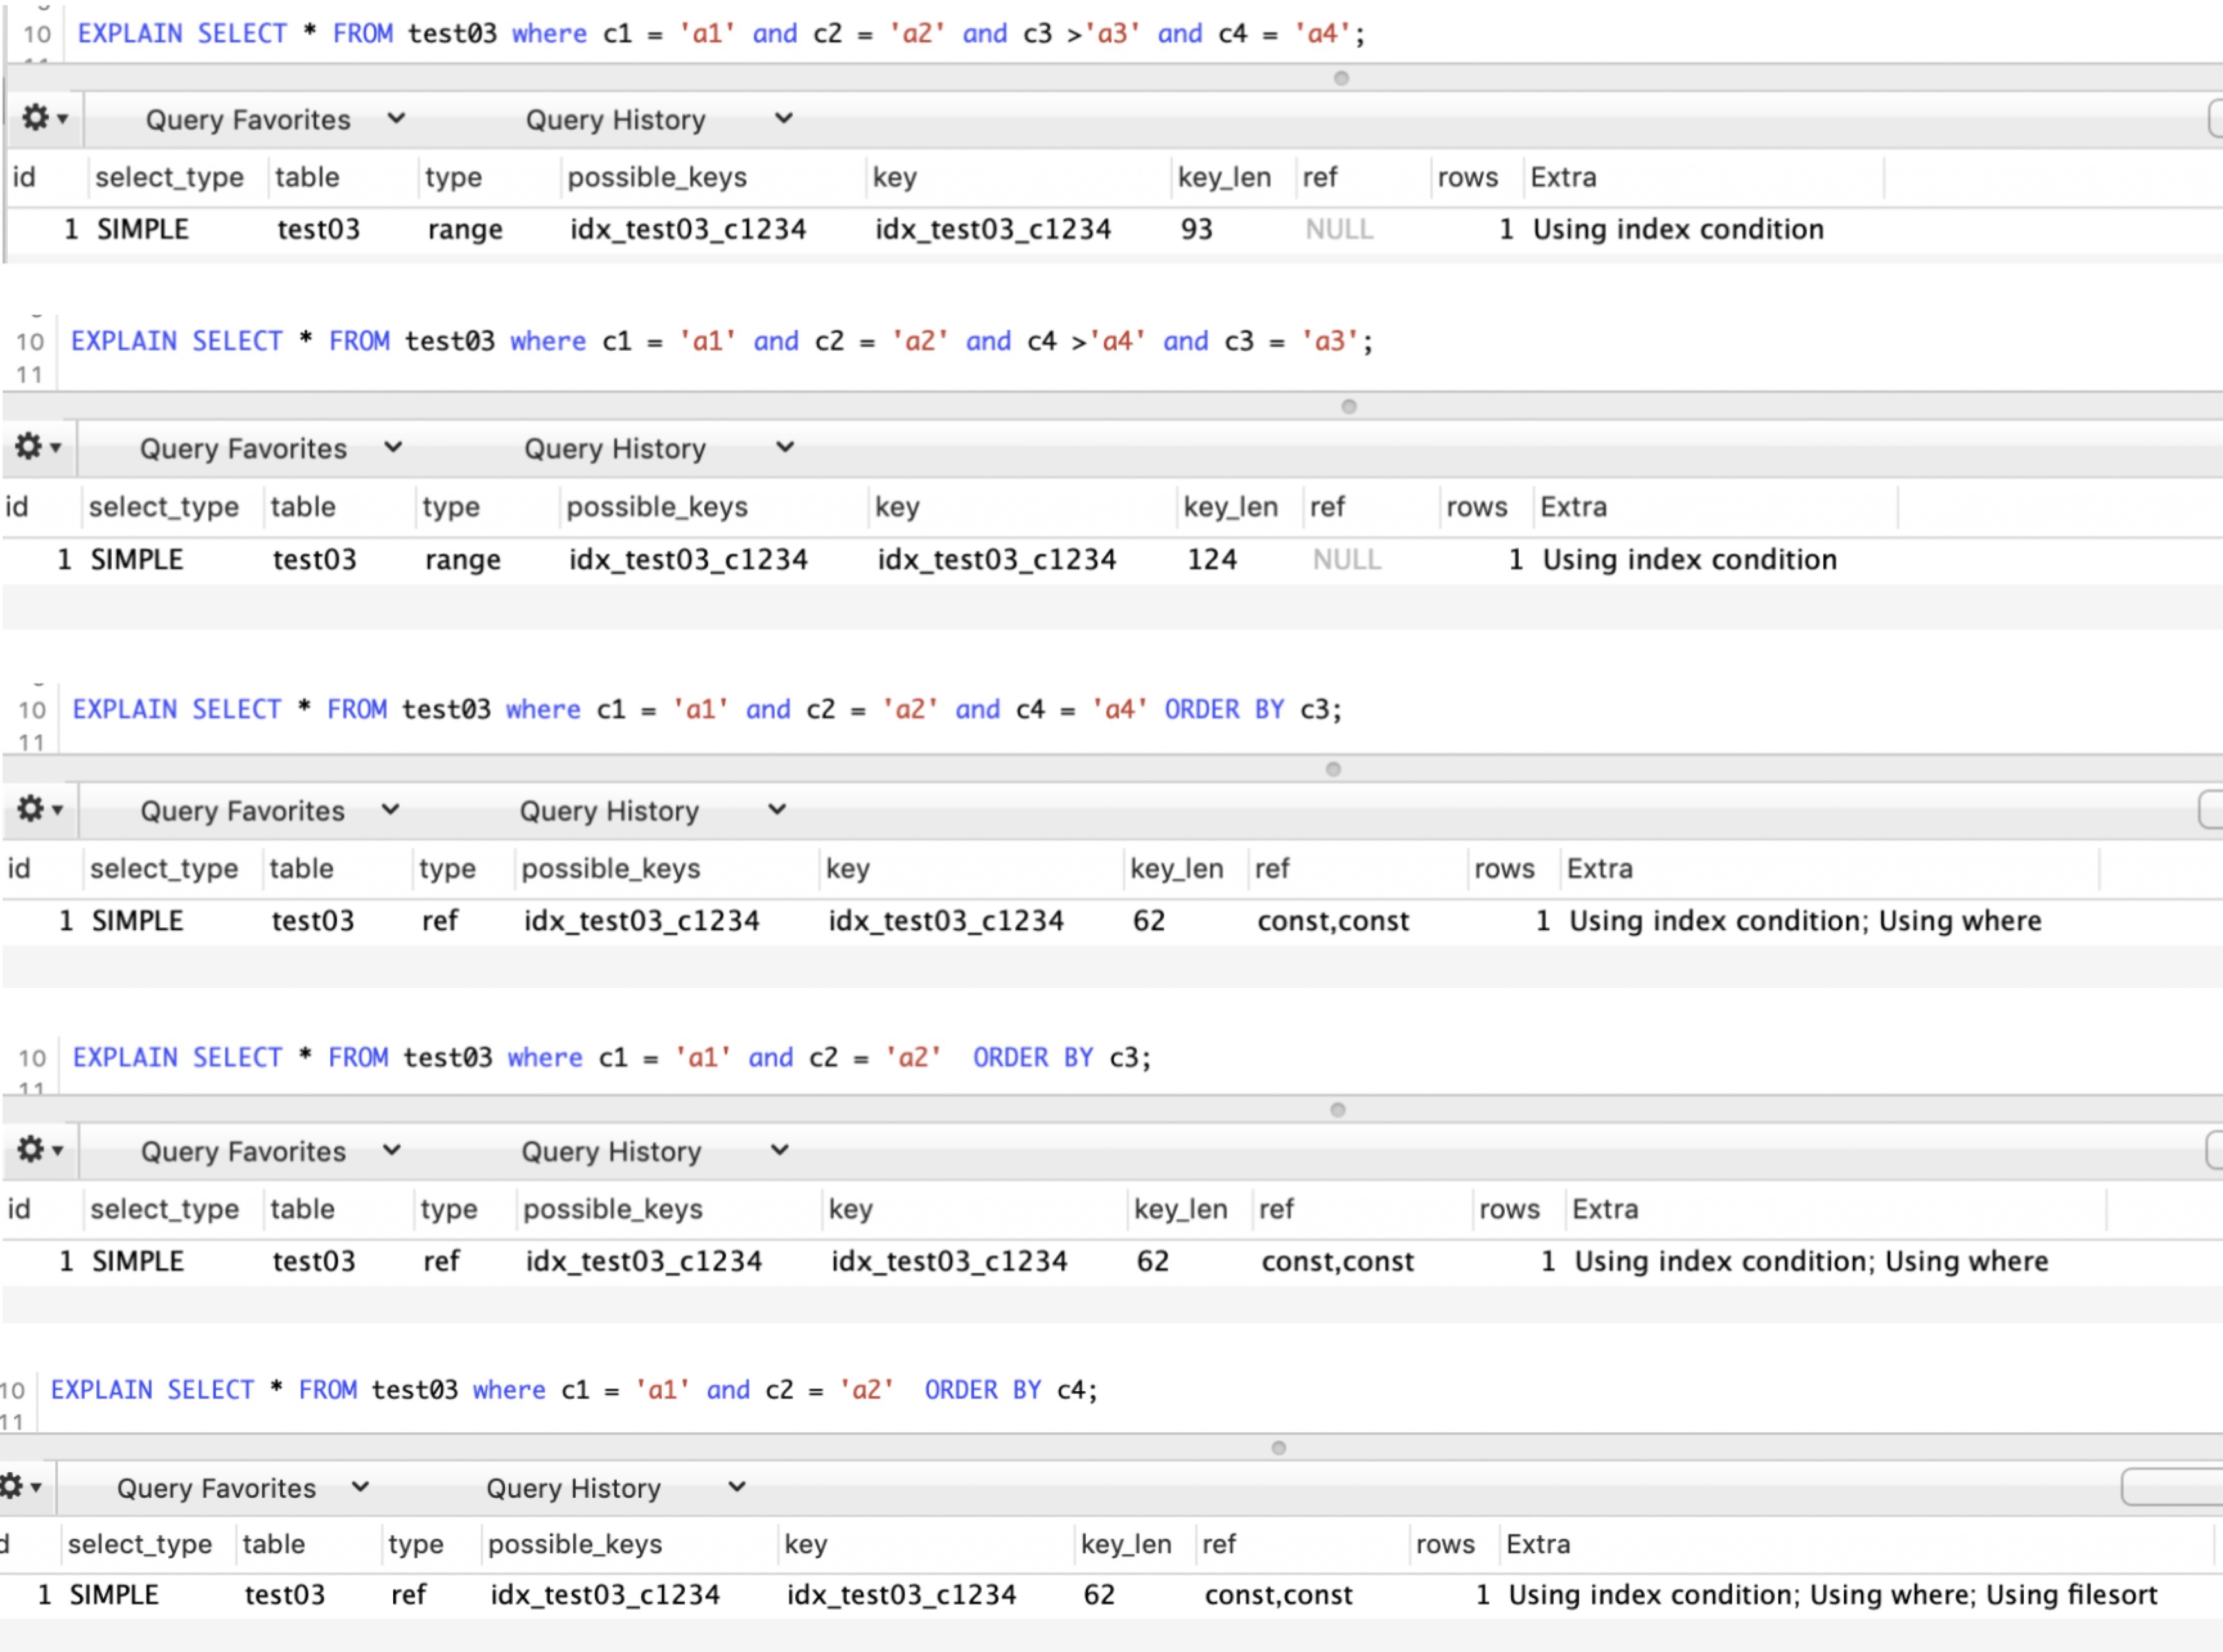 10 EXPLAIN SELECT * FROM test03 where c1 = 'a1' and c2 = 'a2' and c3 >'a3' and c4 = 'a4';
Query Favorites Query History
id select_type table type possible_keys key key_len ref rows Extra
1 SIMPLE test03 range idx_test03_c1234 idx_test03_c1234 93 NULL 1 Using index condition
10 EXPLAIN SELECT * FROM test03 where c1 = 'a1' and c2 = 'a2' and c4 >'a4' and c3 = 'a3';
11
Query Favorites Query History
id select_type table type possible_keys key key_len ref rows Extra
1 SIMPLE test03 range idx_test03_c1234 idx_test03_c1234 124 NULL 1 Using index condition
10 EXPLAIN SELECT * FROM test03 where c1 = 'a1' and c2 = 'a2' and c4 = 'a4' ORDER BY c3;
11
Query Favorites Query History
id select_type table type possible_keys key key_len ref rows Extra
1 SIMPLE test03 ref idx_test03_c1234 idx_test03_c1234 62 const,const 1 Using index condition; Using where
10 EXPLAIN SELECT * FROM test03 where c1 = 'a1' and c2 = 'a2' ORDER BY c3;
11
Query Favorites Query History
id select_type table type possible_keys key key_len ref rows Extra
1 SIMPLE test03 ref idx_test03_c1234 idx_test03_c1234 62 const,const 1 Using index condition; Using where
10 EXPLAIN SELECT * FROM test03 where c1 = 'a1' and c2 = 'a2' ORDER BY c4;
11
Query Favorites Query History
d select_type table type possible_keys key key_len ref rows Extra
1 SIMPLE test03 ref idx_test03_c1234 idx_test03_c1234 62 const,const 1 Using index condition; Using where; Using filesort